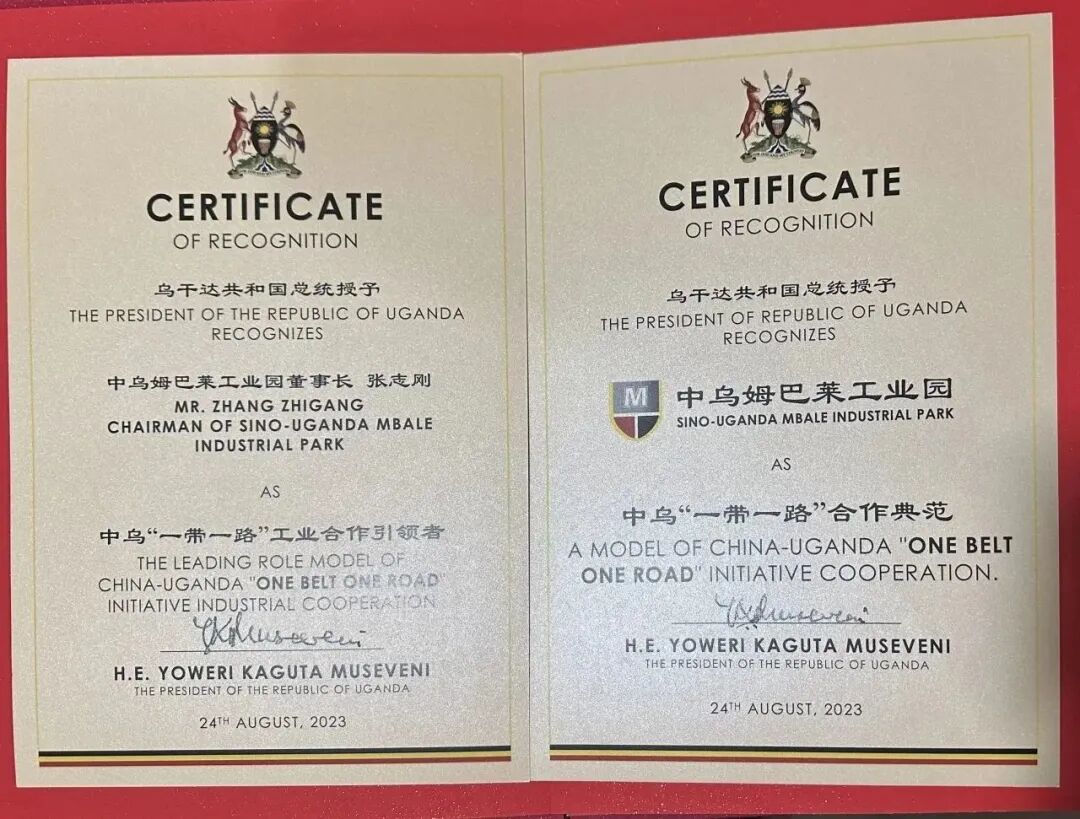 CERTIFICATE
OF RECOGNITION
乌干达共和国总统授予
THE PRESIDENT OF THE REPUBLIC OF UGANDA
RECOGNIZES
中乌姆巴莱工业园董事长 张志刚
MR. ZHANG ZHIGANG
CHAIRMAN OF SINO-UGANDA MBALE
INDUSTRIAL PARK
AS
中乌“一带一路”工业合作引领者
THE LEADING ROLE MODEL OF
CHINA-UGANDA "ONE BELT ONE ROAD"
INITIATIVE INDUSTRIAL COOPERATION
H.E. YOWERI KAGUTA MUSEVENI
THE PRESIDENT OF THE REPUBLIC OF UGANDA
24TH AUGUST, 2023
CERTIFICATE
OF RECOGNITION
乌干达共和国总统授予
THE PRESIDENT OF REPUBLIC OF UGANDA
RECOGNIZES
M
中乌姆巴莱工业园
SINO-UGANDA MBALE INDUSTRIAL PARK
AS
中乌“一带一路”合作典范
A MODEL OF CHINA-UGANDA "ONE BELT
ONE ROAD" INITIATIVE COOPERATION.
H.E. YOWERI KAGUTA MUSEVENI
THE PRESIDENT OF THE REPUBLIC OF UGANDA
24TH AUGUST, 2023